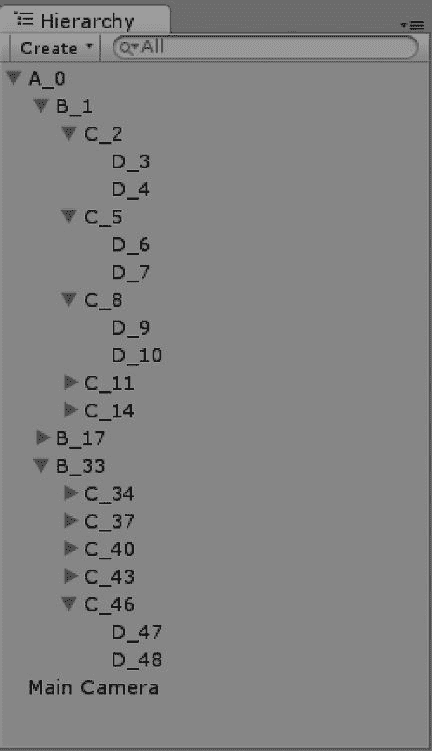 Hierarchy
Create All
A_0
B_1
C_2
D_3
D_4
C_5
D_6
D_7
C_8
D_9
D_10
C_11
C_14
B_17
B_33
C_34
C_37
C_40
C_43
C_46
D_47
D_48
Main Camera